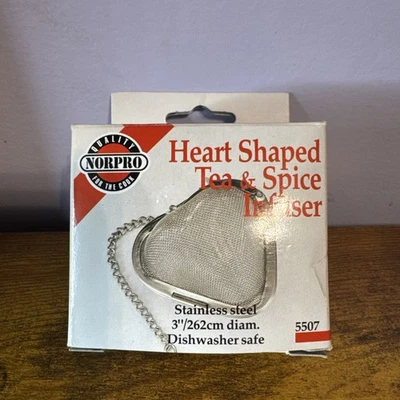 QUALITY
NORPRO
FOR THE COOK
Heart Shaped
Tea & Spice
Infuser
Stainless steel
3"/262cm diam.
Dishwasher safe
5507